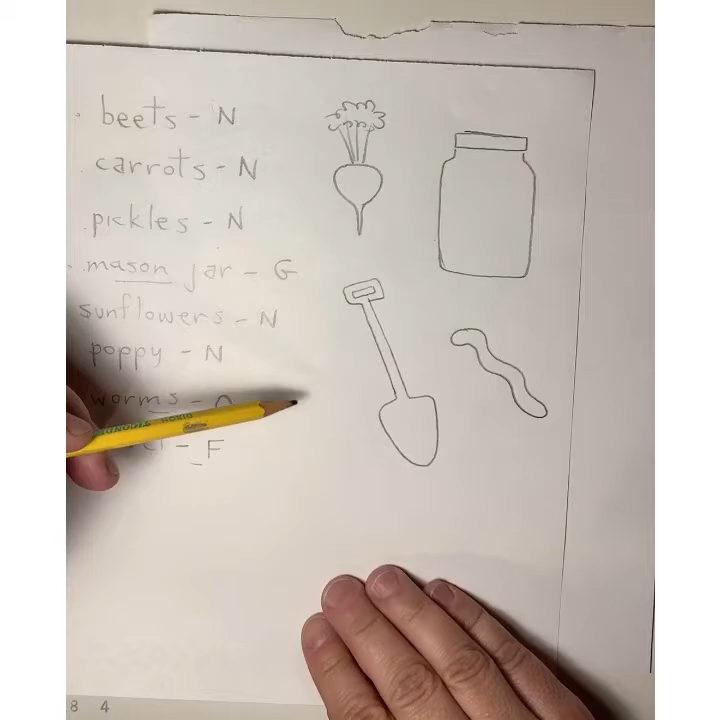 beets - N
carrots - N
pickles - N
mason jar - G
sunflowers - N
poppy - N
worms -
- F
DIXON
8 4